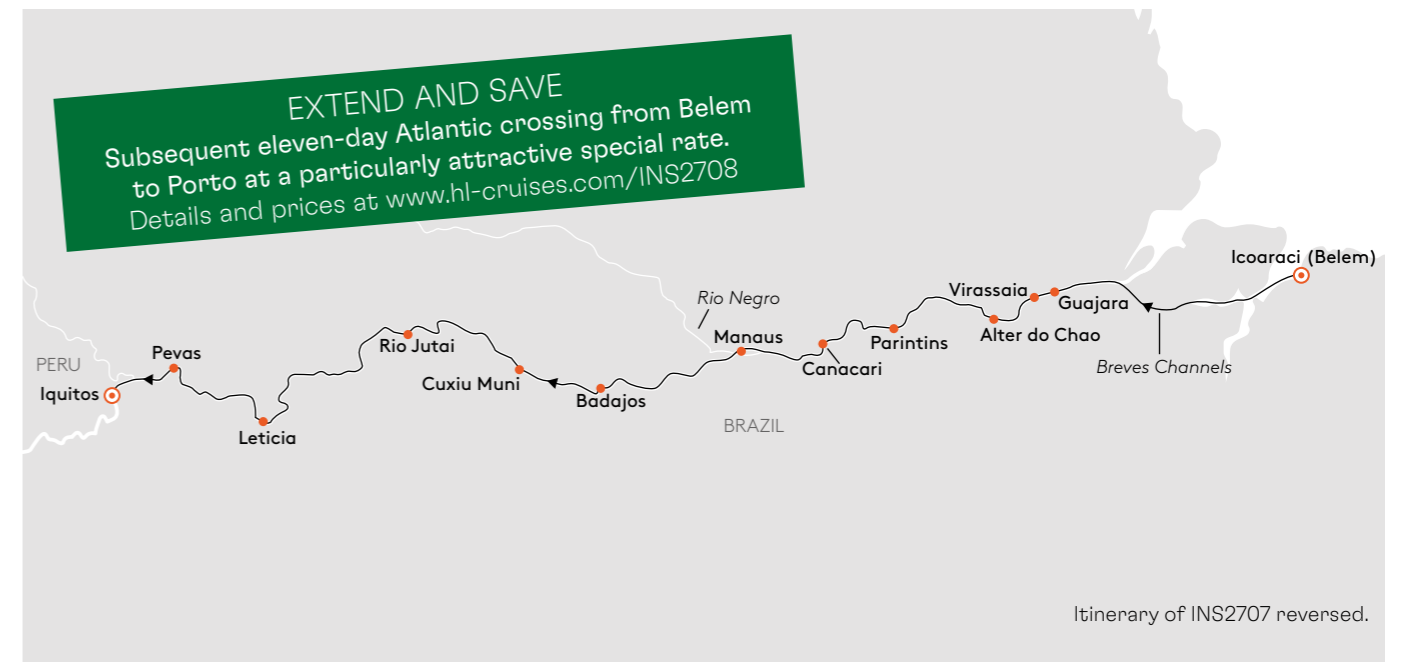 EXTEND AND SAVE
Subsequent eleven-day Atlantic crossing from Belem
to Porto at a particularly attractive special rate.
Details and prices at www.hl-cruises.com/INS2708
Icoaraci (Belem)
Virassaia
Guajara
Rio Negro
Manaus
Alter do Chao
Parintins
Rio Jutai
Pevas
PERU
Canacari
Breves Channels
Cuxiu Muni
Iquitos
Badajos
BRAZIL
Leticia
Itinerary of INS2707 reversed.